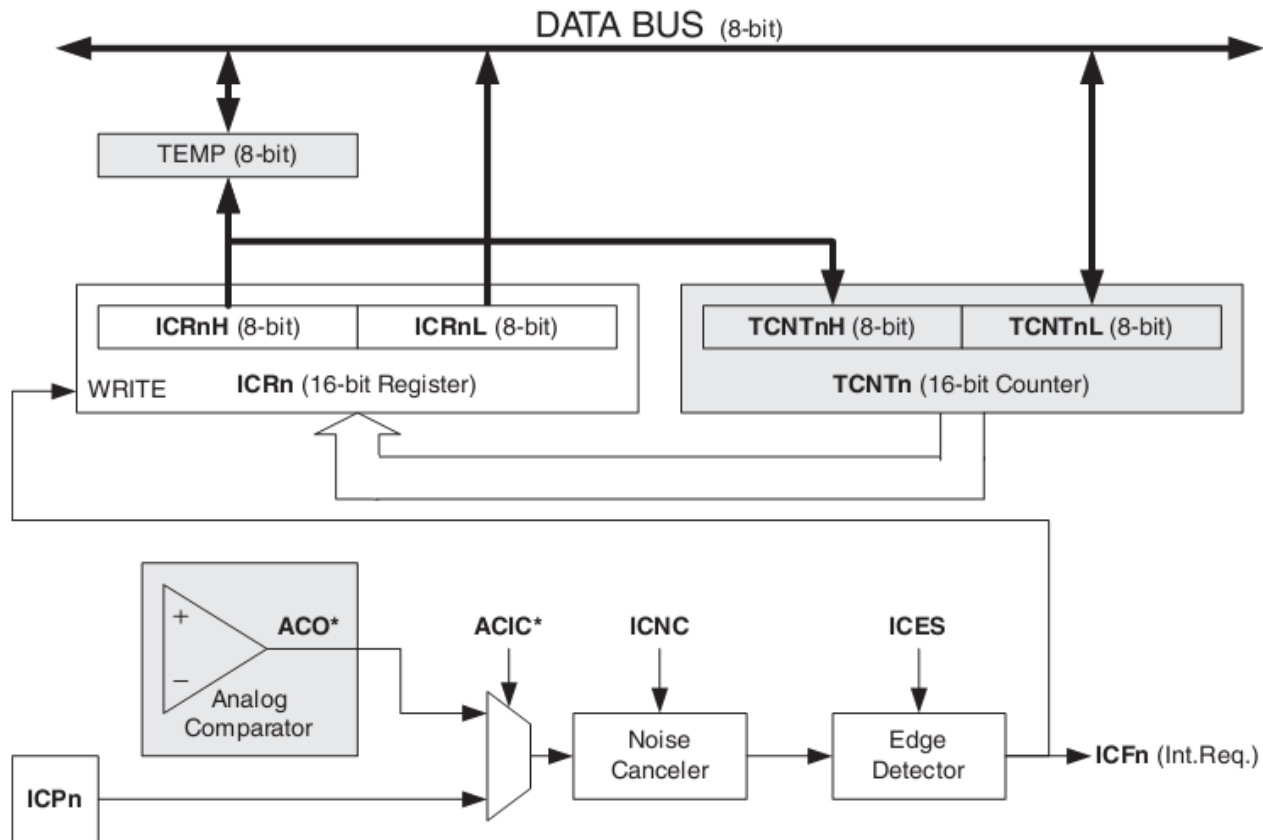 DATA BUS (8-bit)
TEMP (8-bit)
ICRnH (8-bit) ICRnL (8-bit) TCNTnH (8-bit) TCNTnL (8-bit)
WRITE ICRn (16-bit Register) TCNTn (16-bit Counter)
+ ACO* ACIC* ICNC ICES
−
Analog
Comparator
Noise
Canceler
Edge
Detector
ICFn (Int.Req.)
ICPn